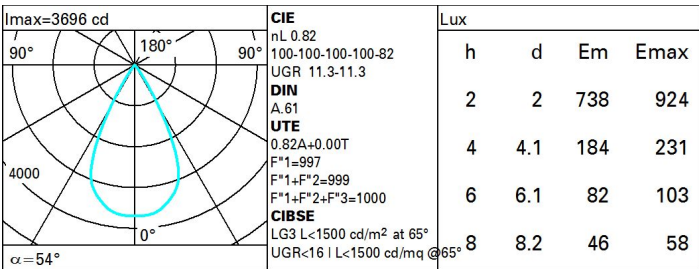 Imax=3696 cd
90°
180°
90°
4000
0°
α=54°
CIE
nL 0.82
100-100-100-100-82
UGR 11.3-11.3
DIN
A.61
UTE
0.82A+0.00T
F"1=997
F"1+F"2=999
F"1+F"2+F"3=1000
CIBSE
LG3 L<1500 cd/m² at 65°
UGR<16 | L<1500 cd/mq @65°
Lux
h d Em Emax
2 2 738 924
4 4.1 184 231
6 6.1 82 103
8 8.2 46 58